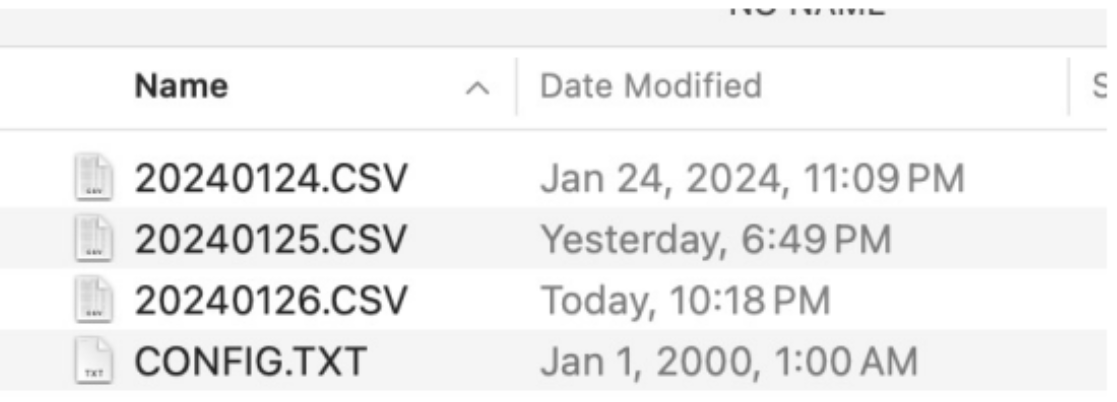 NO NAME
Name Date Modified S
20240124.CSV Jan 24, 2024, 11:09 PM
20240125.CSV Yesterday, 6:49 PM
20240126.CSV Today, 10:18 PM
CONFIG.TXT Jan 1, 2000, 1:00 AM